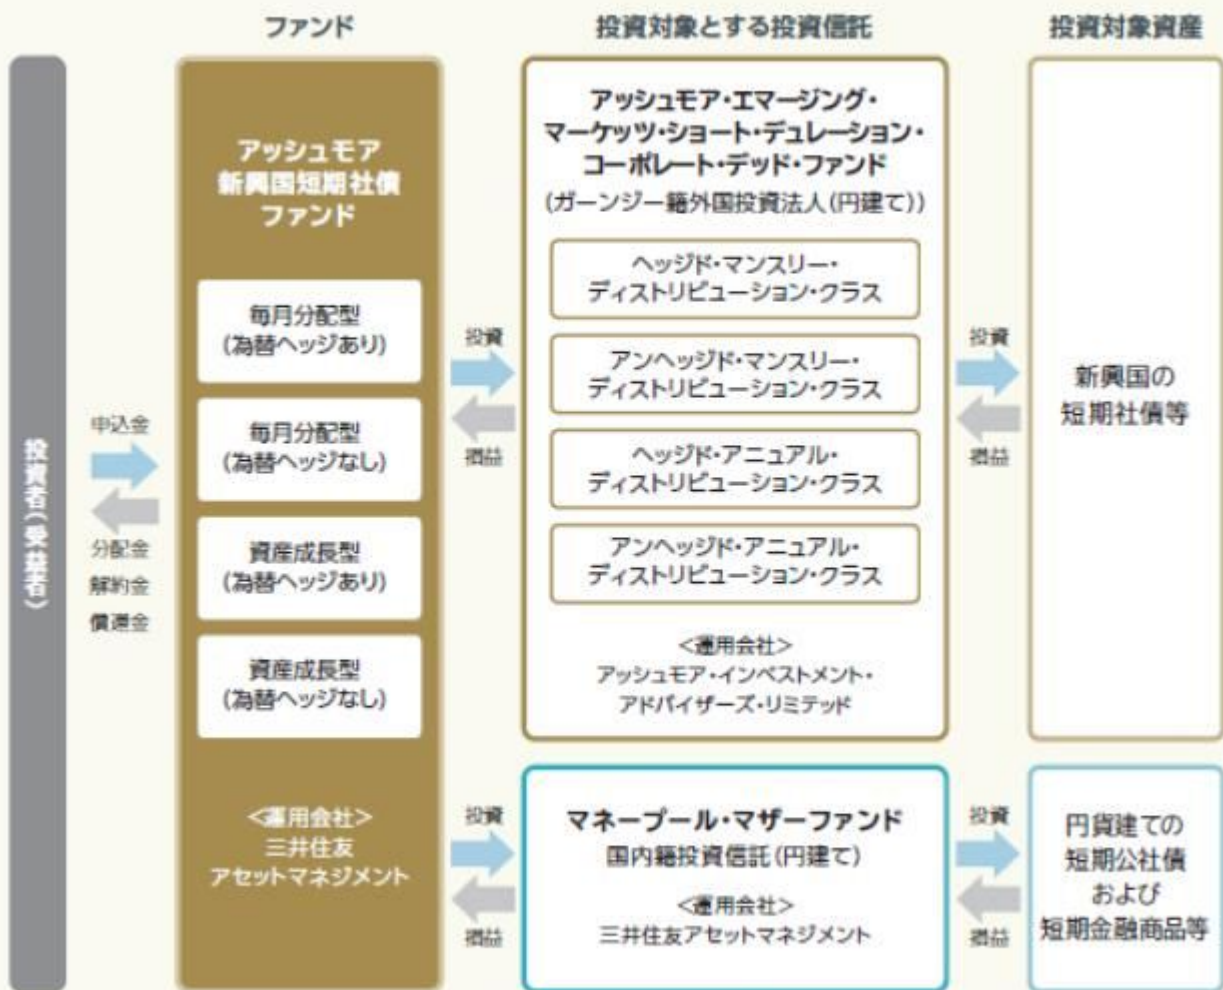 ファンド
投資対象とする投資信託
投資対象資産
投資者(受益者)
申込金
分配金
解約金
償還金
アッシュモア
新興国短期社債
ファンド
毎月分配型
(為替ヘッジあり)
毎月分配型
(為替ヘッジなし)
資産成長型
(為替ヘッジあり)
資産成長型
(為替ヘッジなし)
<運用会社>
三井住友
アセットマネジメント
投資
損益
アッシュモア・エマージング・
マーケッツ・ショート・デュレーション・
コーポレート・デッド・ファンド
(ガーンジー籍外国投資法人(円建て))
ヘッジド・マンスリー・
ディストリビューション・クラス
アンヘッジド・マンスリー・
ディストリビューション・クラス
ヘッジド・アニュアル・
ディストリビューション・クラス
アンヘッジド・アニュアル・
ディストリビューション・クラス
<運用会社>
アッシュモア・インベストメント・
アドバイザーズ・リミテッド
投資
損益
新興国の
短期社債等
投資
損益
マネープール・マザーファンド
国内籍投資信託(円建て)
<運用会社>
三井住友アセットマネジメント
投資
損益
円貨建ての
短期公社債
および
短期金融商品等